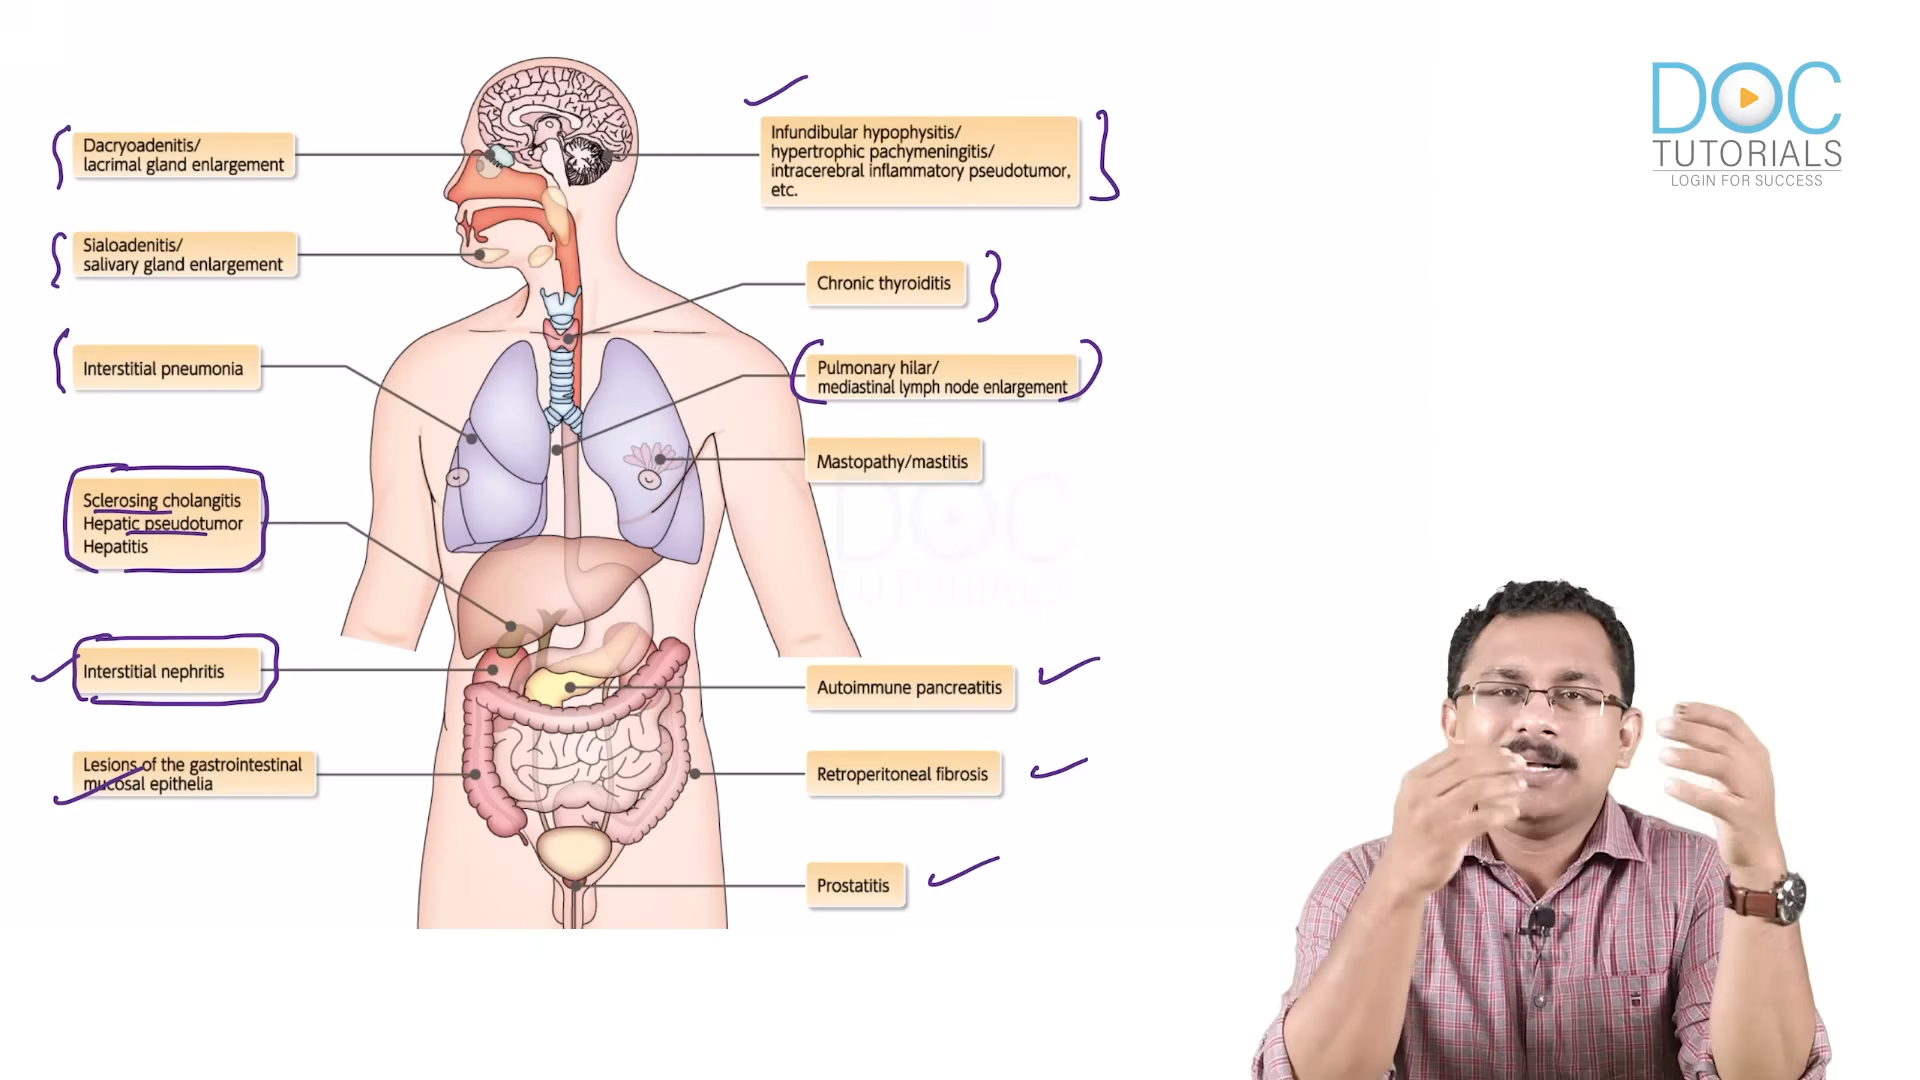 DOC
TUTORIALS
LOGIN FOR SUCCESS
Dacryoadenitis/
lacrimal gland enlargement
Infundibular hypophysitis/
hypertrophic pachymeningitis/
intracerebral inflammatory pseudotumor,
etc.
Sialoadenitis/
salivary gland enlargement
Chronic thyroiditis
Interstitial pneumonia
Pulmonary hilar/
mediastinal lymph node enlargement
Mastopathy/mastitis
Sclerosing cholangitis
Hepatic pseudotumor
Hepatitis
DOC
TUTORIALS
Interstitial nephritis
Autoimmune pancreatitis
Lesions of the gastrointestinal
mucosal epithelia
Retroperitoneal fibrosis
Prostatitis